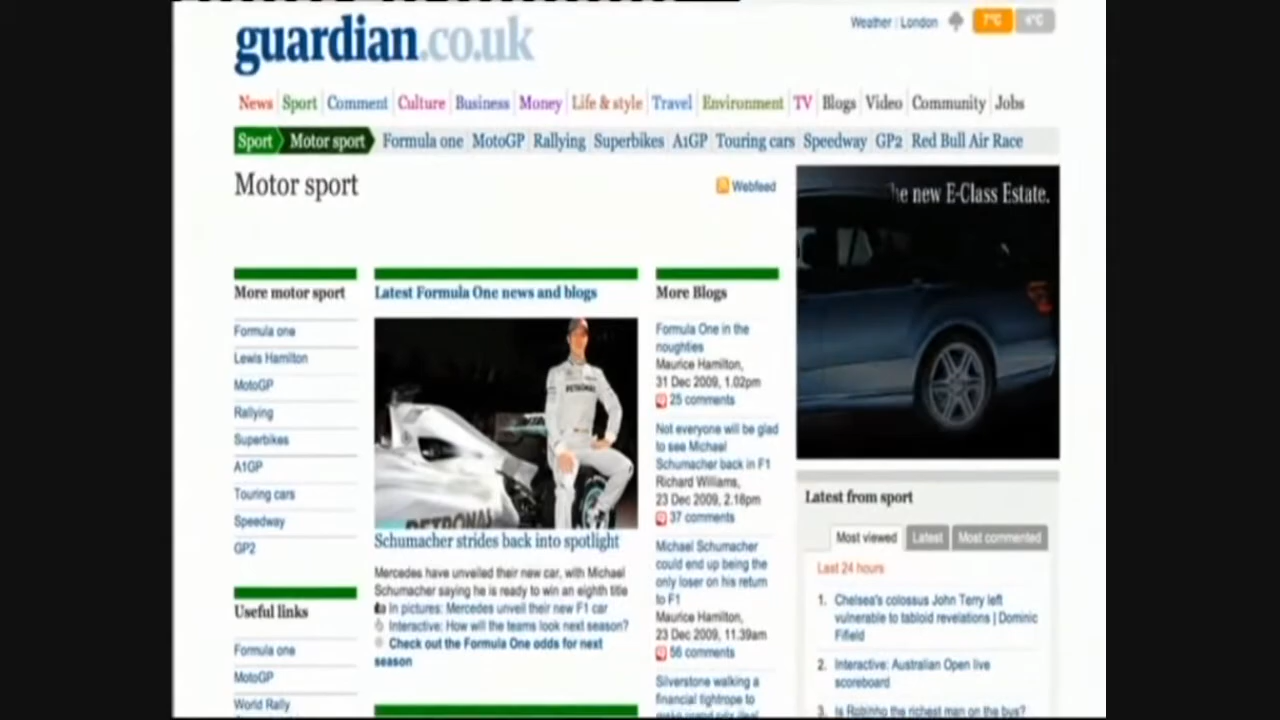 guardian.co.uk
Weather | London 7°C 4°C
News Sport Comment Culture Business Money Life & style Travel Environment TV Blogs Video Community Jobs
Sport Motor sport Formula one MotoGP Rallying Superbikes A1GP Touring cars Speedway GP2 Red Bull Air Race
Motor sport
Webfeed
he new E-Class Estate.
More motor sport
Formula one
Lewis Hamilton
MotoGP
Rallying
Superbikes
A1GP
Touring cars
Speedway
GP2
Useful links
Formula one
MotoGP
World Rally
Latest Formula One news and blogs
PETRONAS
PETRONAS
Schumacher strides back into spotlight
Mercedes have unveiled their new car, with Michael
Schumacher saying he is ready to win an eighth title
In pictures: Mercedes unveil their new F1 car
Interactive: How will the teams look next season?
Check out the Formula One odds for next
season
More Blogs
Formula One in the
noughties
Maurice Hamilton,
31 Dec 2009, 1.02pm
25 comments
Not everyone will be glad
to see Michael
Schumacher back in F1
Richard Williams,
23 Dec 2009, 2.18pm
37 comments
Michael Schumacher
could end up being the
only loser on his return
to F1
Maurice Hamilton,
23 Dec 2009, 11.39am
56 comments
Silverstone walking a
financial tightrope to
make grand prix deal
Latest from sport
Most viewed Latest Most commented
Last 24 hours
1. Chelsea's colossus John Terry left
vulnerable to tabloid revelations | Dominic
Fifield
2. Interactive: Australian Open live
scoreboard
3. Is Robinho the richest man on the bus?